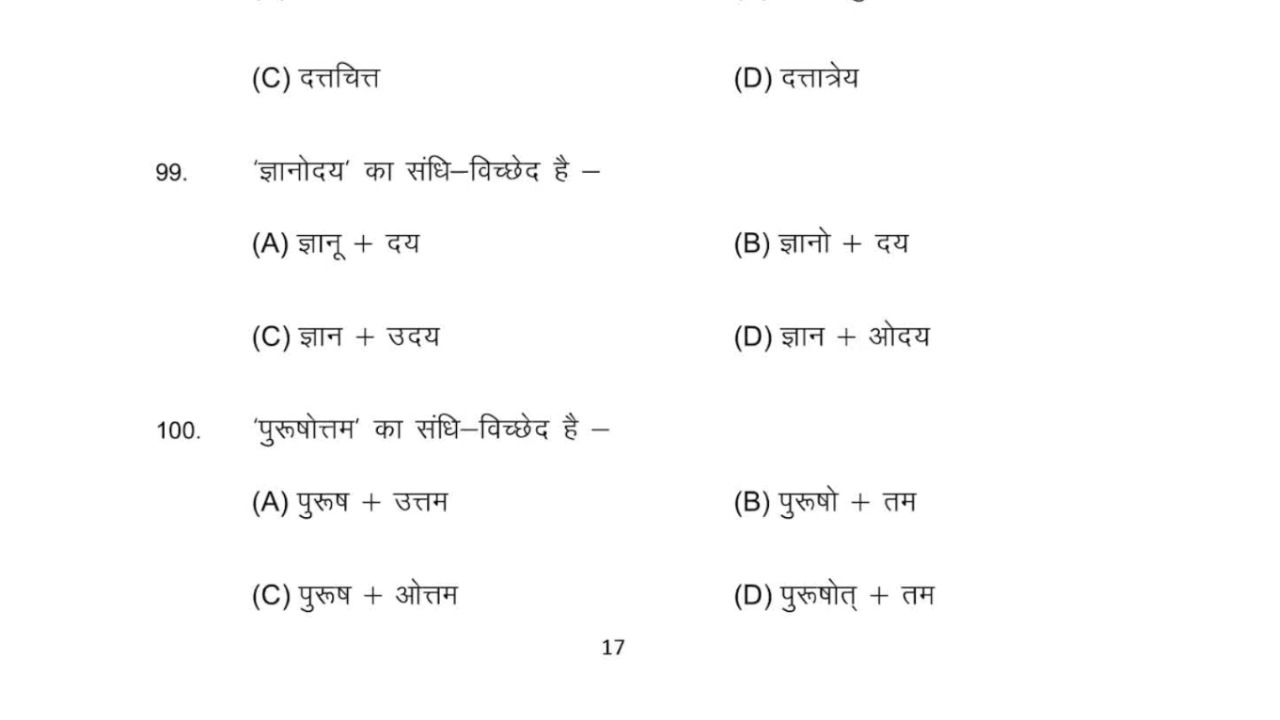 (C) दत्तचित्त (D) दत्तात्रेय
99. 'ज्ञानोदय' का संधि–विच्छेद है –
(A) ज्ञानू + दय (B) ज्ञानो + दय
(C) ज्ञान + उदय (D) ज्ञान + ओदय
100. 'पुरूषोत्तम' का संधि–विच्छेद है –
(A) पुरूष + उत्तम (B) पुरूषो + तम
(C) पुरूष + ओत्तम (D) पुरूषोत् + तम
17